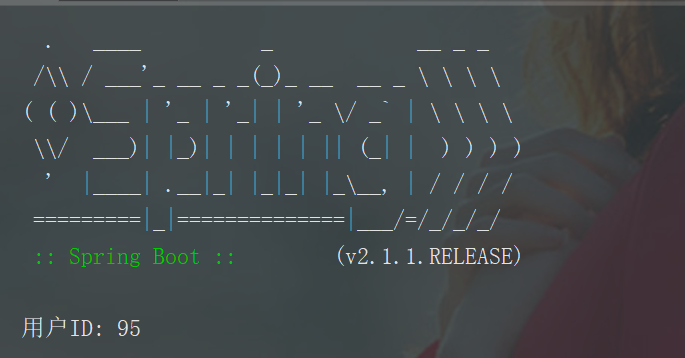 .   ____          _            __ _ _
 /\\ / ___'_ __ _ _(_)_ __  __ _ \ \ \ \
( ( )\___ | '_ | '_| | '_ \/ _` | \ \ \ \
 \\/  ___)| |_)| | | | | || (_| |  ) ) ) )
  '  |____| .__|_| |_|_| |_\__, | / / / /
 =========|_|==============|___/=/_/_/_/
 :: Spring Boot ::        (v2.1.1.RELEASE)
用户ID: 95